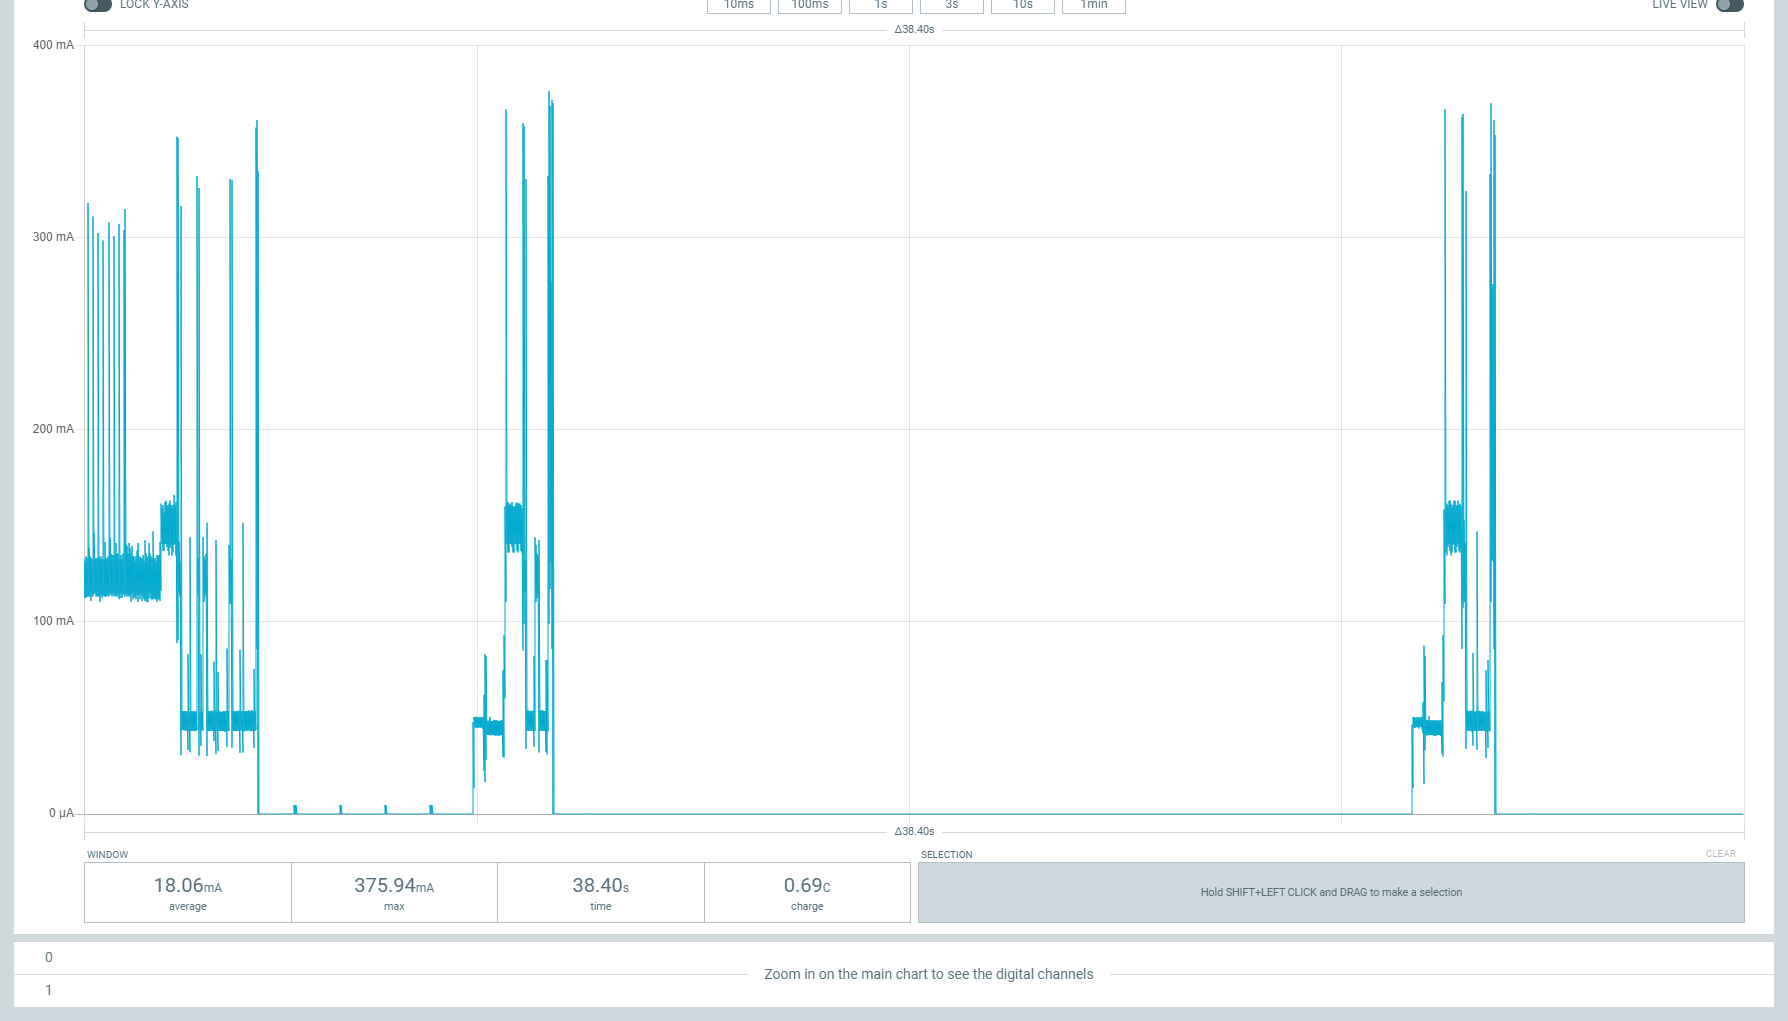 LOCK Y-AXIS 10ms 100ms 1s 3s 10s 1min LIVE VIEW
Δ38.40s
400 mA
300 mA
200 mA
100 mA
0 µA
Δ38.40s
WINDOW SELECTION CLEAR
18.06mA 375.94mA 38.40s 0.69C
average max time charge
Hold SHIFT+LEFT CLICK and DRAG to make a selection
0
Zoom in on the main chart to see the digital channels
1